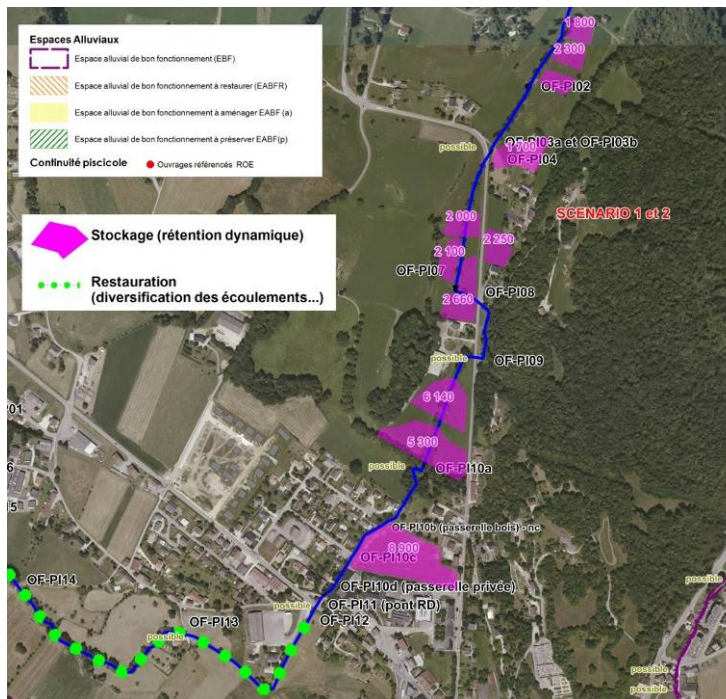 Espaces Alluviaux
Espace alluvial de bon fonctionnement (EBF)
Espace alluvial de bon fonctionnement à restaurer (EABFR)
Espace alluvial de bon fonctionnement à aménager EABF (a)
Espace alluvial de bon fonctionnement à préserver EABF(p)
Continuité piscicole
Ouvrages référencés ROE
Stockage (rétention dynamique)
Restauration
(diversification des écoulements...)
1 800
2 300
OF-PI02
OF-PI03a et OF-PI03b
possible
1 700
OF-PI04
SCENARIO 1 et 2
2 000
2 100
2 250
OF-PI07
OF-PI08
2 660
possible
OF-PI09
6 140
5 300
possible
OF-PI10a
201
6
15
OF-PI10b (passerelle bois) - nc
8 900
OF-PI10c
OF-PI14
OF-PI10d (passerelle privée)
possible
OF-PI11 (pont RD)
OF-PI13
OF-PI12
possible
possible
possible
possible